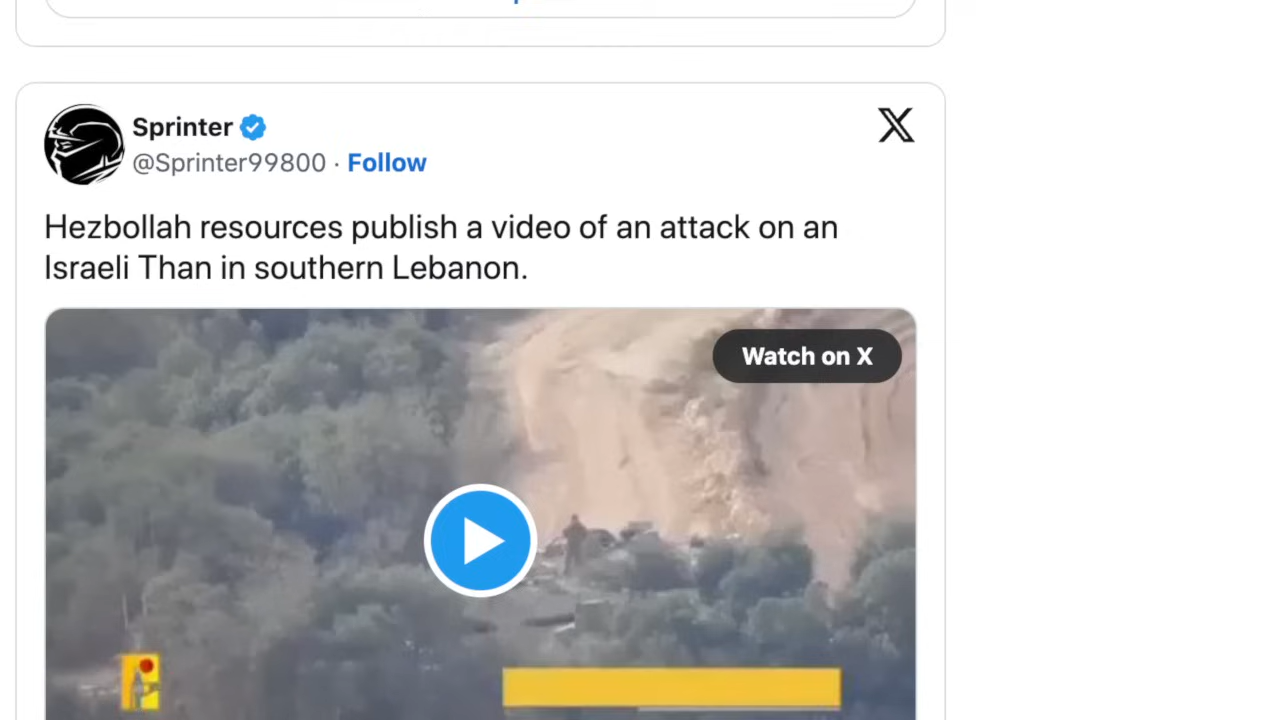 Sprinter
@Sprinter99800 · Follow
Hezbollah resources publish a video of an attack on an
Israeli Than in southern Lebanon.
Watch on X